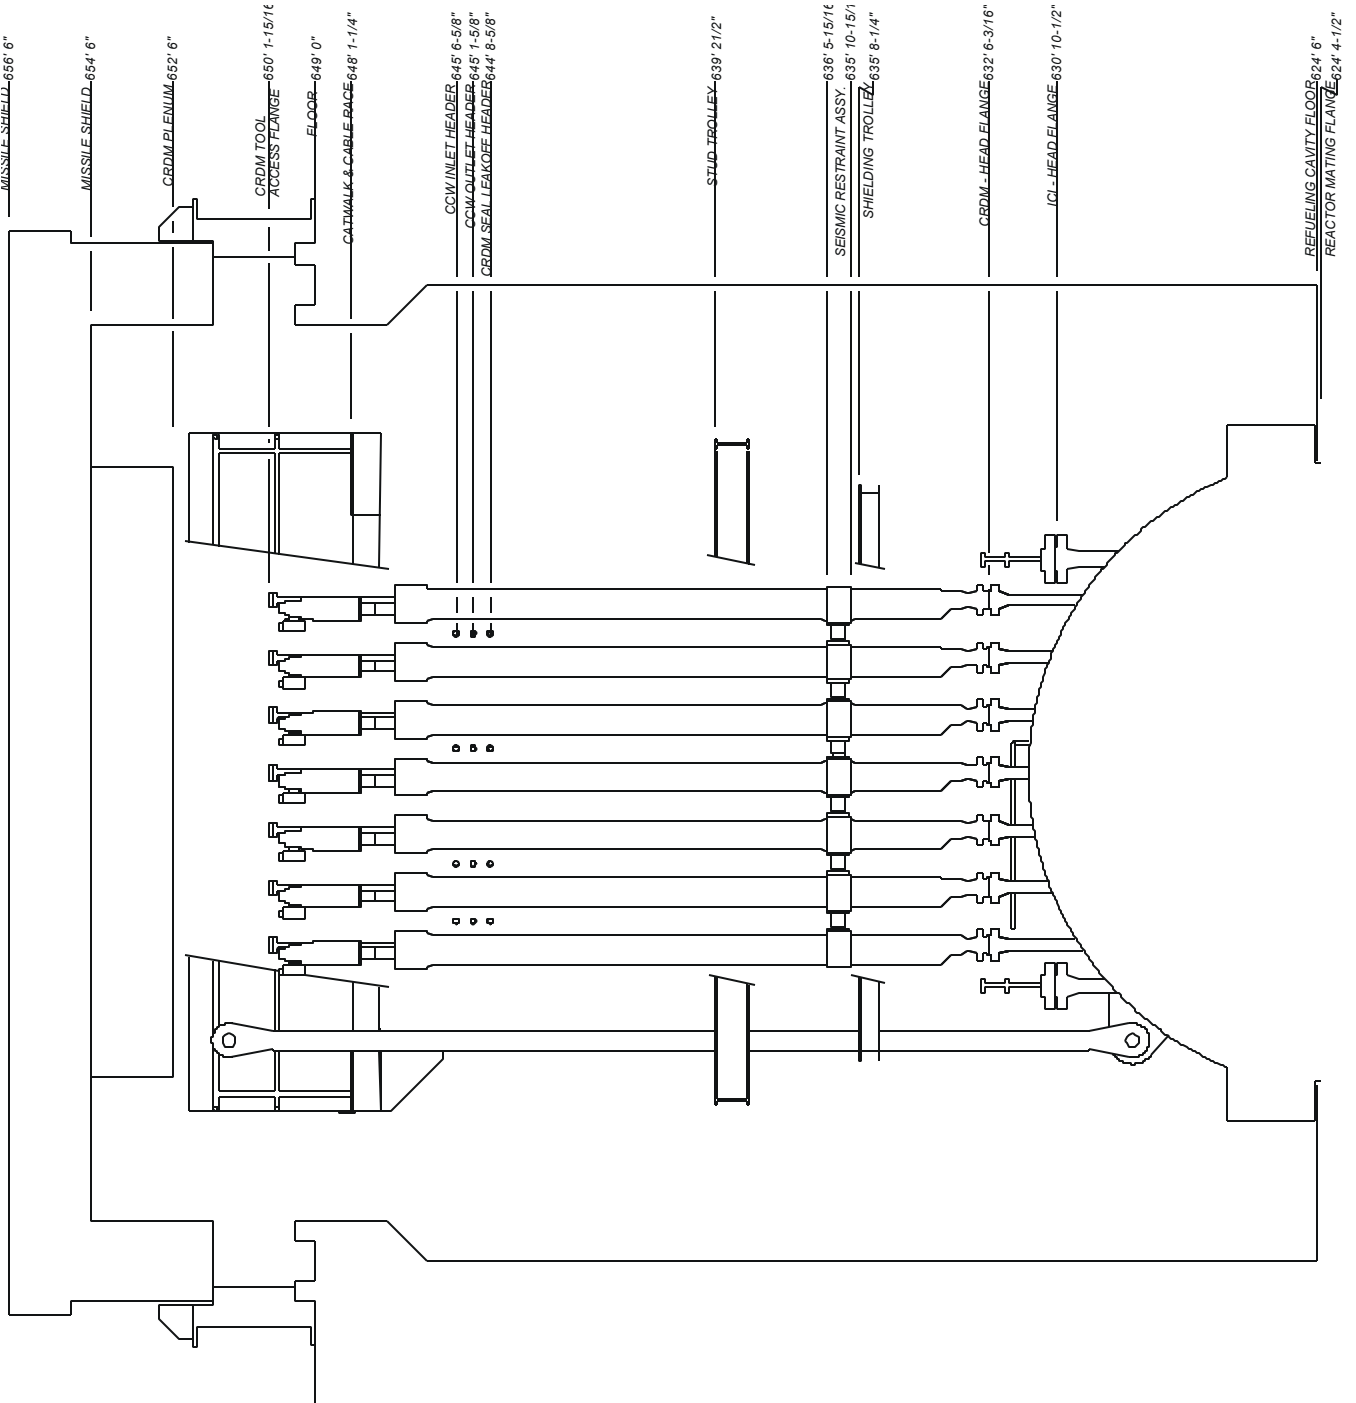 MISSILE SHIELD 656' 6"
MISSILE SHIELD 654' 6"
CRDM PLENIUM 652' 6"
CRDM TOOL 650' 1-15/16
ACCESS FLANGE
FLOOR 649' 0"
CATWALK & CABLE RACE 648' 1-1/4"
CCW INLET HEADER 645' 6-5/8"
CCW OUTLET HEADER 645' 1-5/8"
CRDM SEAL LEAKOFF HEADER 644' 8-5/8"
STUD TROLLEY 639' 21/2"
636' 5-15/16
SEISMIC RESTRAINT ASSY. 635' 10-15/1
SHIELDING TROLLEY 635' 8-1/4"
CRDM - HEAD FLANGE 632' 6-3/16"
ICI - HEAD FLANGE 630' 10-1/2"
REFUELING CAVITY FLOOR 624' 6"
REACTOR MATING FLANGE 624' 4-1/2"